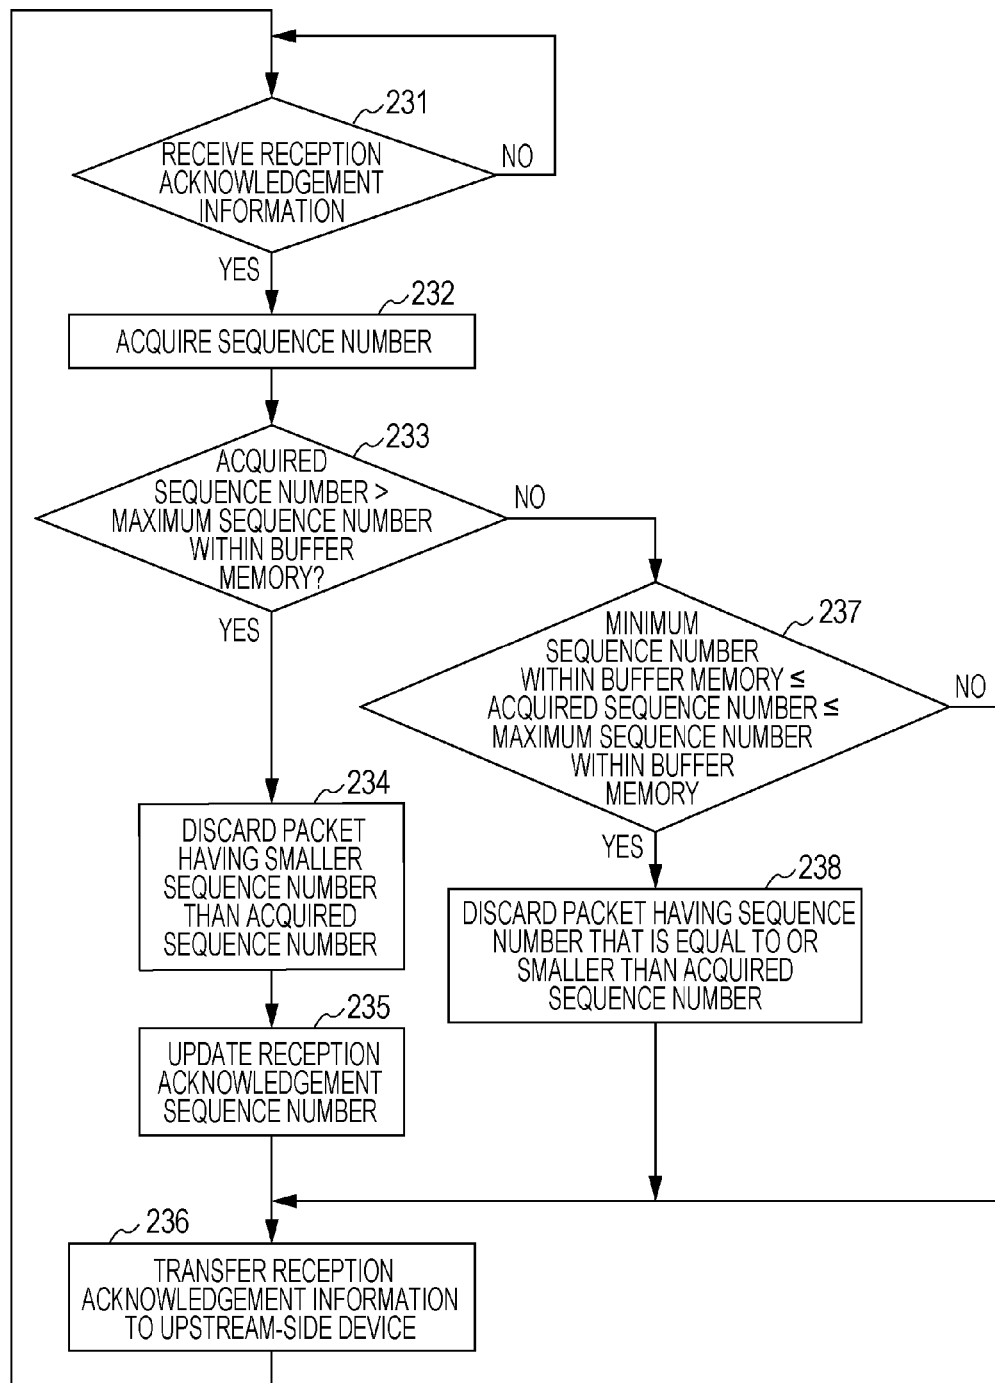 231
RECEIVE RECEPTION
ACKNOWLEDGEMENT
INFORMATION
NO
YES
232
ACQUIRE SEQUENCE NUMBER
233
ACQUIRED
SEQUENCE NUMBER >
MAXIMUM SEQUENCE NUMBER
WITHIN BUFFER
MEMORY?
NO
YES
237
MINIMUM
SEQUENCE NUMBER
WITHIN BUFFER MEMORY ≤
ACQUIRED SEQUENCE NUMBER ≤
MAXIMUM SEQUENCE NUMBER
WITHIN BUFFER
MEMORY
NO
YES
234
DISCARD PACKET
HAVING SMALLER
SEQUENCE NUMBER
THAN ACQUIRED
SEQUENCE NUMBER
238
DISCARD PACKET HAVING SEQUENCE
NUMBER THAT IS EQUAL TO OR
SMALLER THAN ACQUIRED
SEQUENCE NUMBER
235
UPDATE RECEPTION
ACKNOWLEDGEMENT
SEQUENCE NUMBER
236
TRANSFER RECEPTION
ACKNOWLEDGEMENT INFORMATION
TO UPSTREAM-SIDE DEVICE